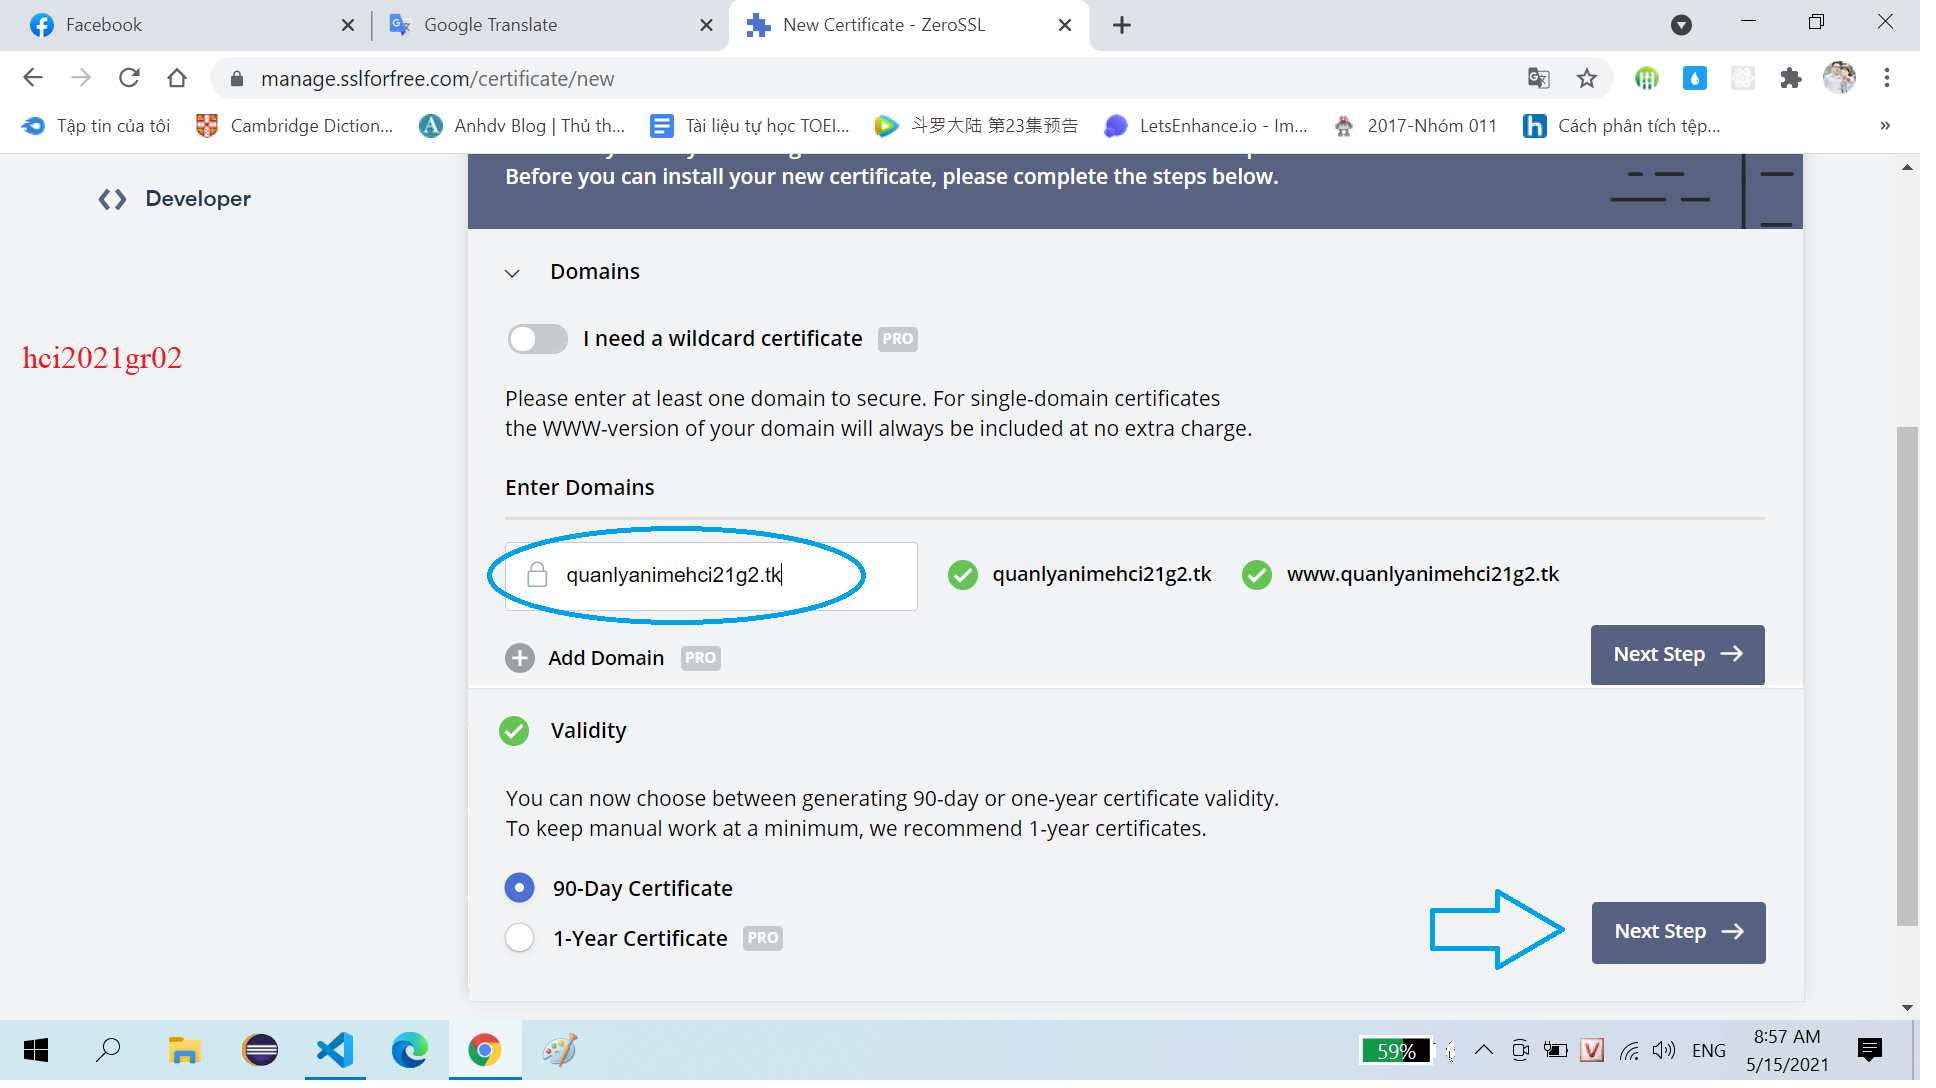 Facebook
Google Translate
New Certificate - ZeroSSL
manage.sslforfree.com/certificate/new
Tập tin của tôi
Cambridge Diction...
Anhdv Blog | Thủ th...
Tài liệu tự học TOEI...
斗罗大陆 第23集预告
LetsEnhance.io - Im...
2017-Nhóm 011
Cách phân tích tệp...
»
Developer
Before you can install your new certificate, please complete the steps below.
hci2021gr02
Domains
I need a wildcard certificate PRO
Please enter at least one domain to secure. For single-domain certificates
the WWW-version of your domain will always be included at no extra charge.
Enter Domains
quanlyanimehci21g2.tk
quanlyanimehci21g2.tk
www.quanlyanimehci21g2.tk
Add Domain PRO
Next Step
Validity
You can now choose between generating 90-day or one-year certificate validity.
To keep manual work at a minimum, we recommend 1-year certificates.
90-Day Certificate
1-Year Certificate PRO
Next Step
59%
ENG
8:57 AM
5/15/2021